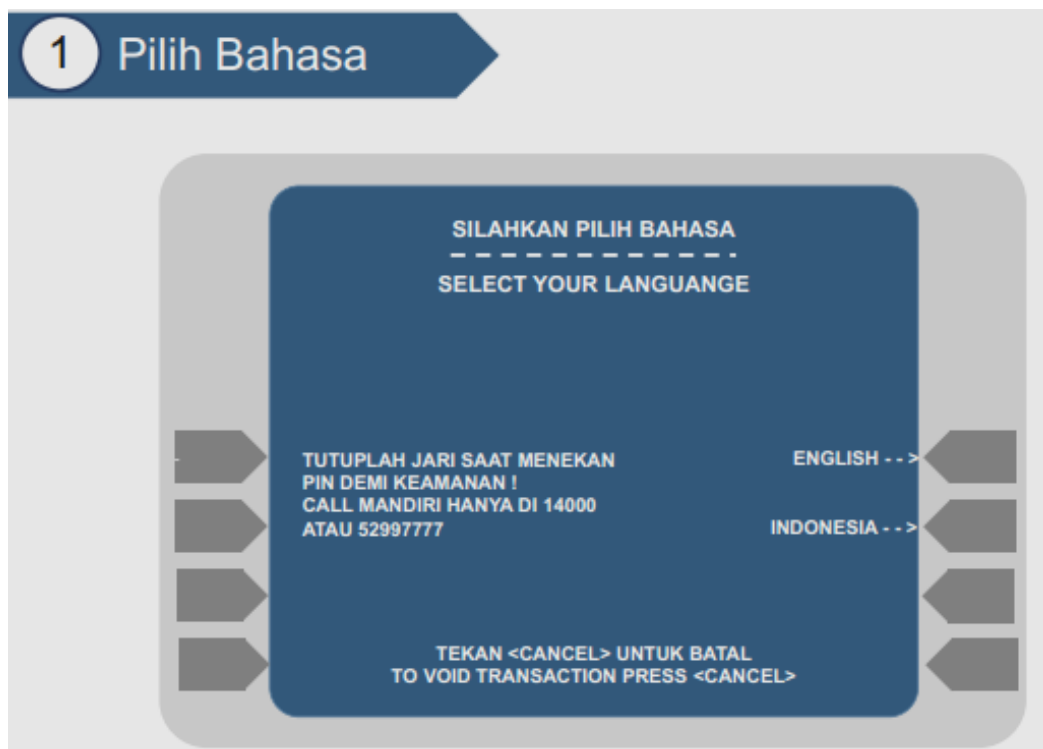 1 Pilih Bahasa
SILAHKAN PILIH BAHASA
SELECT YOUR LANGUANGE
TUTUPLAH JARI SAAT MENEKAN
PIN DEMI KEAMANAN !
CALL MANDIRI HANYA DI 14000
ATAU 52997777
ENGLISH - - >
INDONESIA - - >
TEKAN <CANCEL> UNTUK BATAL
TO VOID TRANSACTION PRESS <CANCEL>